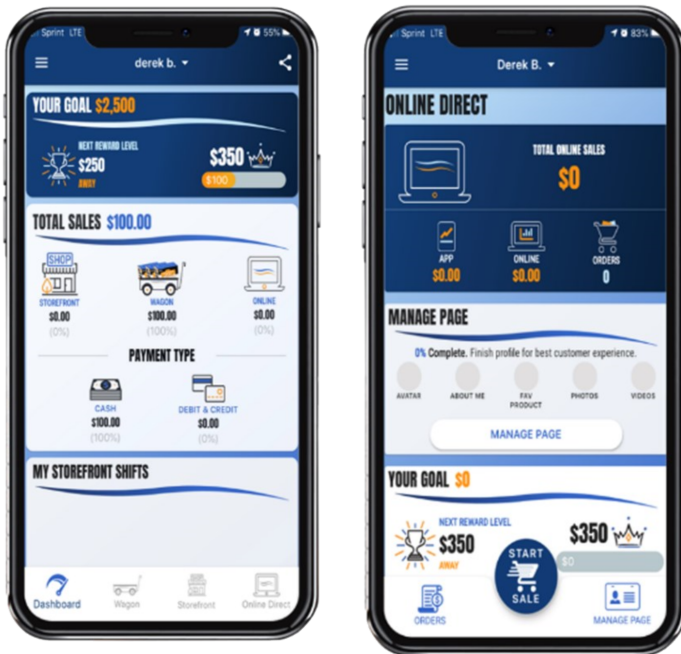 Sprint LTE
55%
derek b.
YOUR GOAL $2,500
NEXT REWARD LEVEL
$250
AWAY
$350
$100
TOTAL SALES $100.00
SHOP
STOREFRONT
$0.00
(0%)
WAGON
$100.00
(100%)
ONLINE
$0.00
(0%)
PAYMENT TYPE
CASH
$100.00
(100%)
DEBIT & CREDIT
$0.00
(0%)
MY STOREFRONT SHIFTS
Dashboard
Wagon
Storefront
Online Direct
Sprint LTE
83%
Derek B.
ONLINE DIRECT
TOTAL ONLINE SALES
$0
APP
$0.00
ONLINE
$0.00
ORDERS
0
MANAGE PAGE
0% Complete. Finish profile for best customer experience.
AVATAR
ABOUT ME
FAV
PRODUCT
PHOTOS
VIDEOS
MANAGE PAGE
YOUR GOAL $0
NEXT REWARD LEVEL
$350
AWAY
$350
$0
START
SALE
ORDERS
MANAGE PAGE